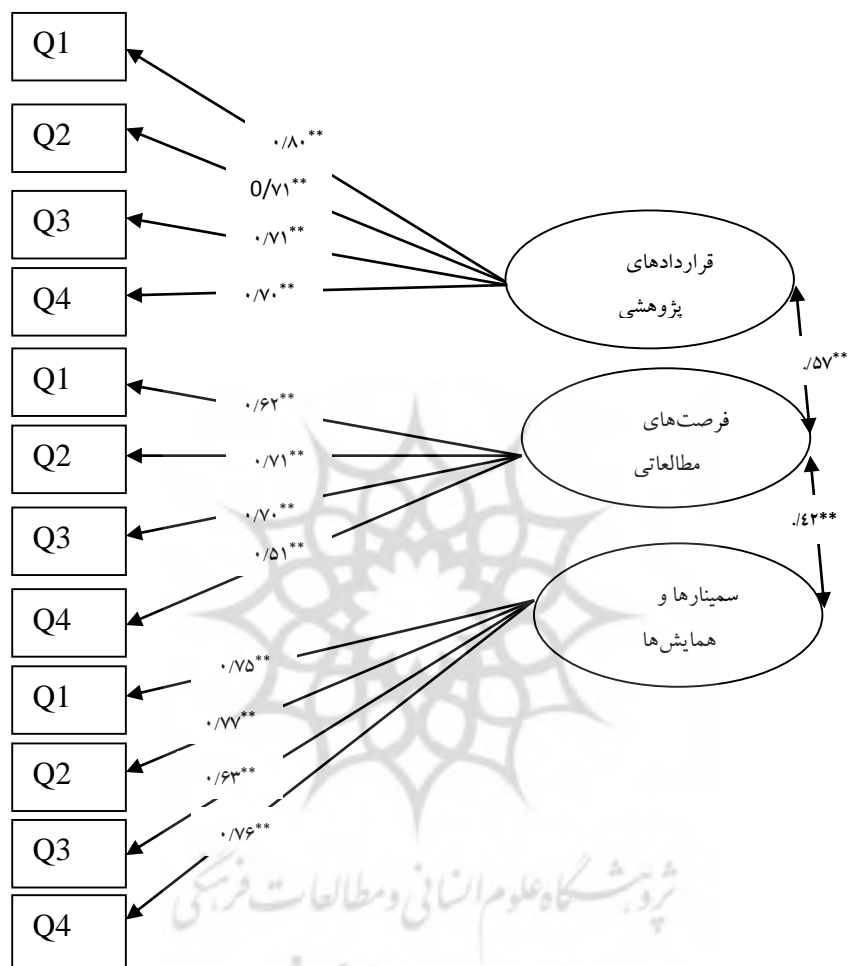 Q1
Q2
Q3
Q4
Q1
Q2
Q3
Q4
Q1
Q2
Q3
Q4
۰/۸۰**
0/۷۱**
۰/۷۱**
۰/۷۰**
۰/۶۲**
۰/۷۱**
۰/۷۰**
۰/۵۱**
۰/۷۵**
۰/۷۷**
۰/۶۳**
۰/۷۶**
قراردادهای
پژوهشی
فرصت‌های
مطالعاتی
سمینارها و
همایش‌ها
./۵۷**
./٤٢**
پژوهشگاه علوم انسانی و مطالعات فرهنگی